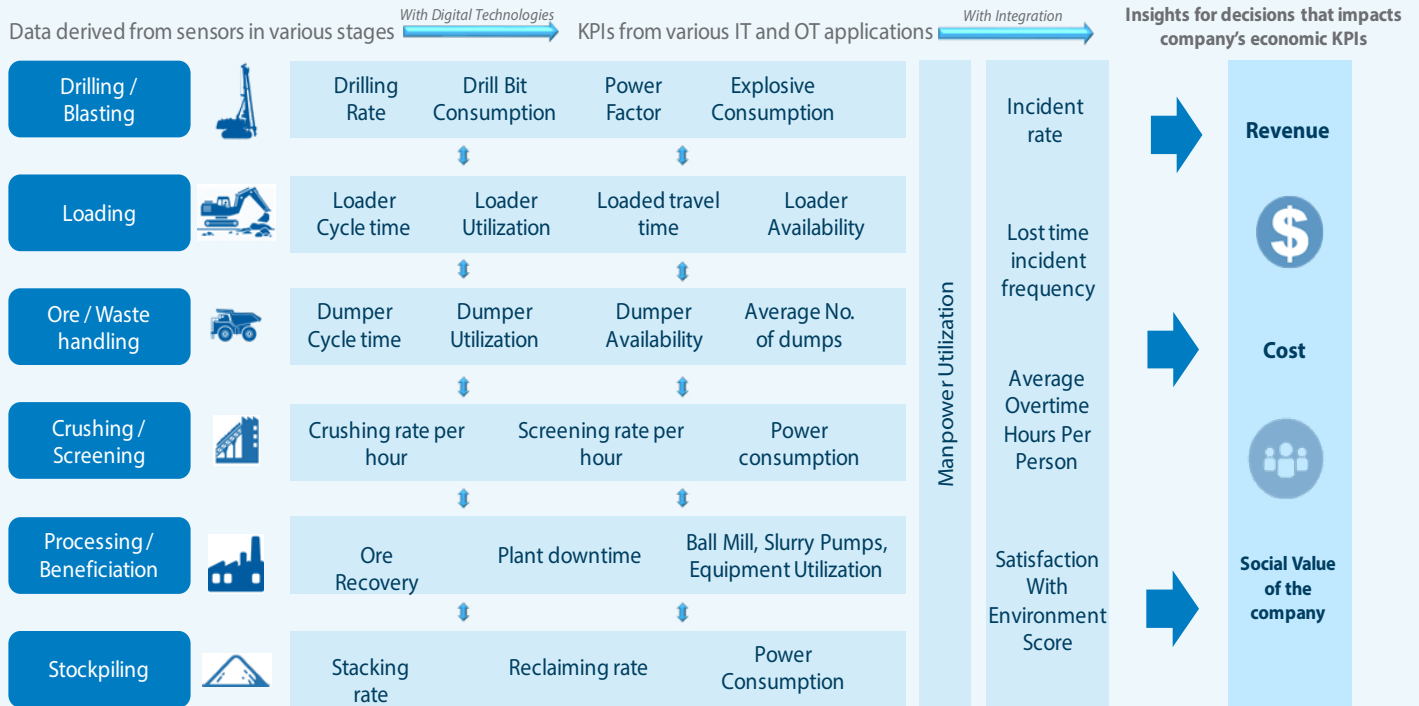 Data derived from sensors in various stages
With Digital Technologies
KPIs from various IT and OT applications
With Integration
Insights for decisions that impacts
company's economic KPIs
Drilling /
Blasting
Drilling
Rate
Drill Bit
Consumption
Power
Factor
Explosive
Consumption
Loading
Loader
Cycle time
Loader
Utilization
Loaded travel
time
Loader
Availability
Ore / Waste
handling
Dumper
Cycle time
Dumper
Utilization
Dumper
Availability
Average No.
of dumps
Crushing /
Screening
Crushing rate per
hour
Screening rate per
hour
Power
consumption
Processing /
Beneficiation
Ore
Recovery
Plant downtime
Ball Mill, Slurry Pumps,
Equipment Utilization
Stockpiling
Stacking
rate
Reclaiming rate
Power
Consumption
Manpower Utilization
Incident
rate
Lost time
incident
frequency
Average
Overtime
Hours Per
Person
Satisfaction
With
Environment
Score
Revenue
$
Cost
Social Value
of the
company